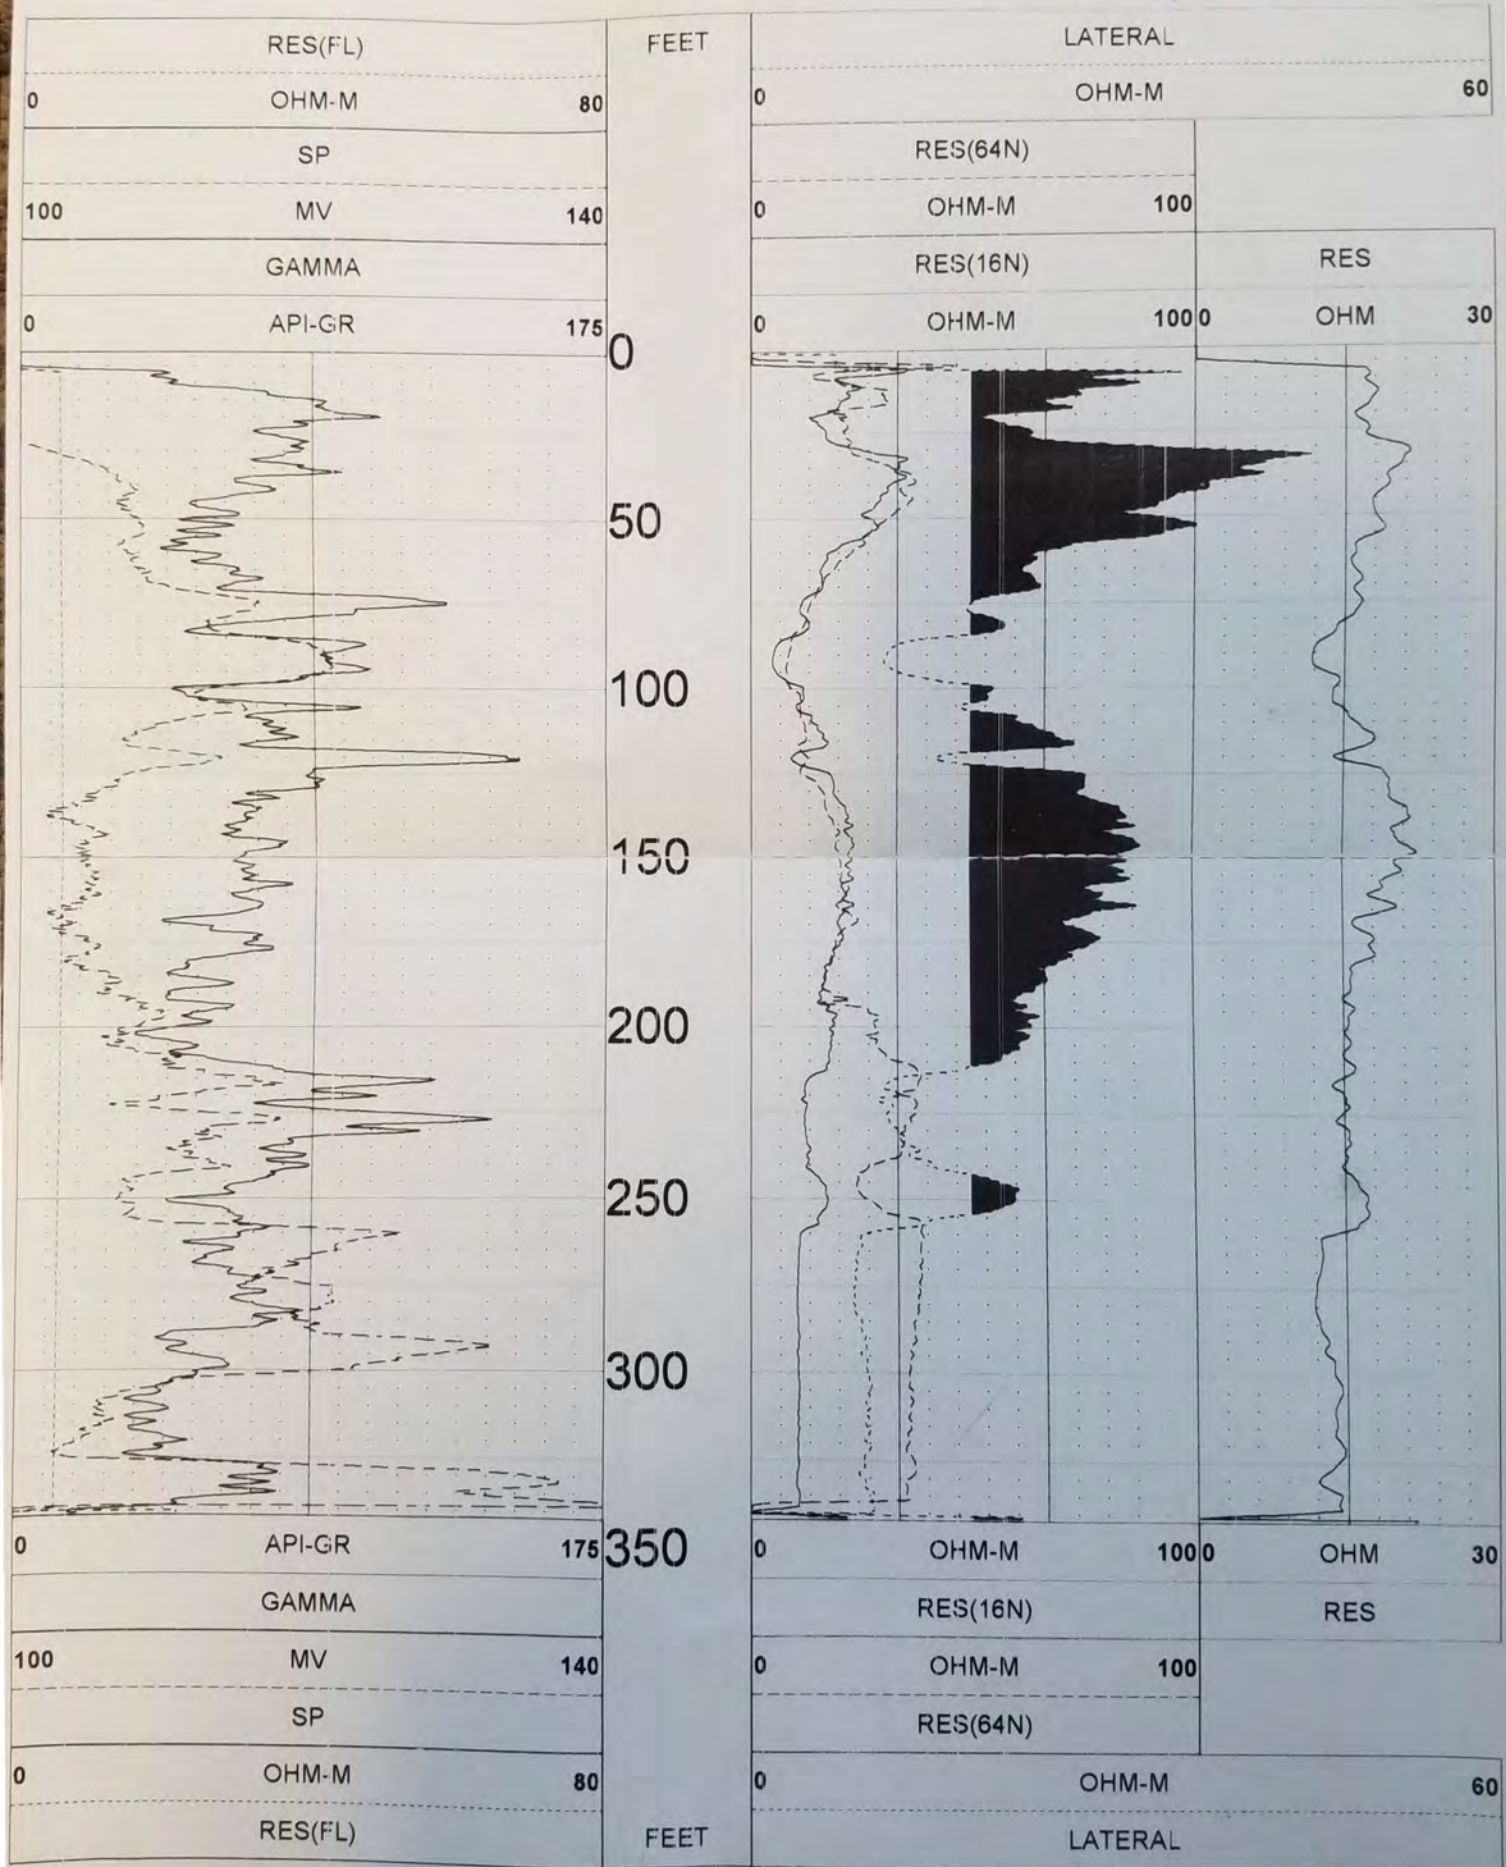 RES(FL) FEET LATERAL
0 OHM-M 80 0 OHM-M 60
SP RES(64N)
100 MV 140 0 OHM-M 100
GAMMA RES(16N) RES
0 API-GR 175 0 OHM-M 100 0 OHM 30
0
50
100
150
200
250
300
350
0 API-GR 175 0 OHM-M 100 0 OHM 30
GAMMA RES(16N) RES
100 MV 140 0 OHM-M 100
SP RES(64N)
0 OHM-M 80 0 OHM-M 60
RES(FL) FEET LATERAL